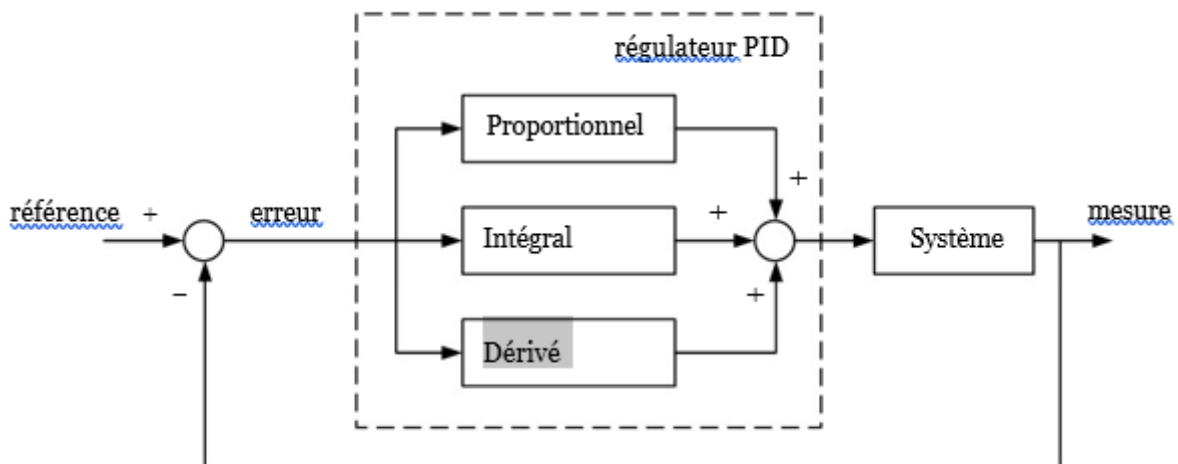 régulateur PID
Proportionnel
+
référence
+
erreur
+
mesure
Intégral
Système
−
+
Dérivé